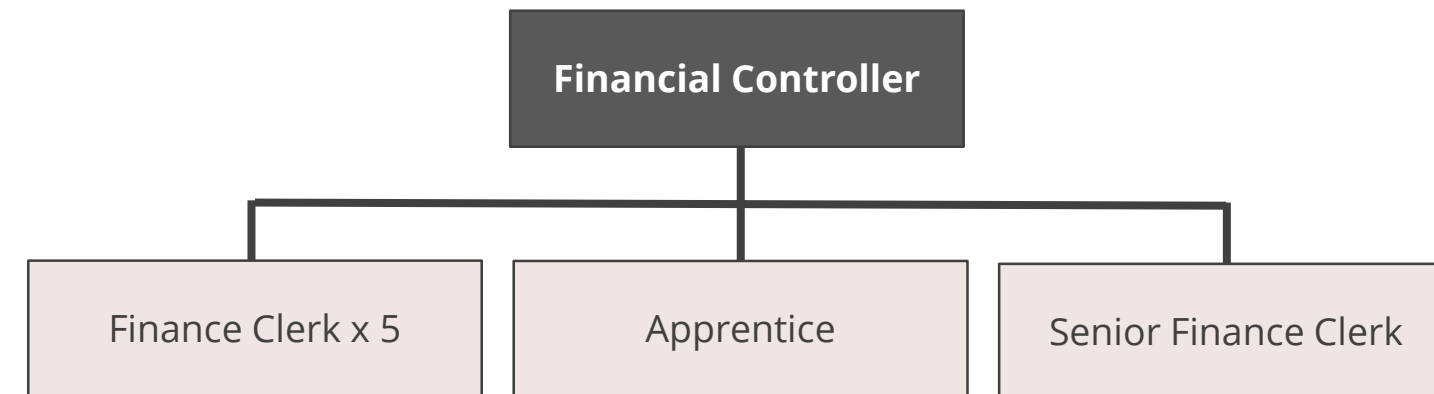 Financial Controller
Finance Clerk x 5
Apprentice
Senior Finance Clerk